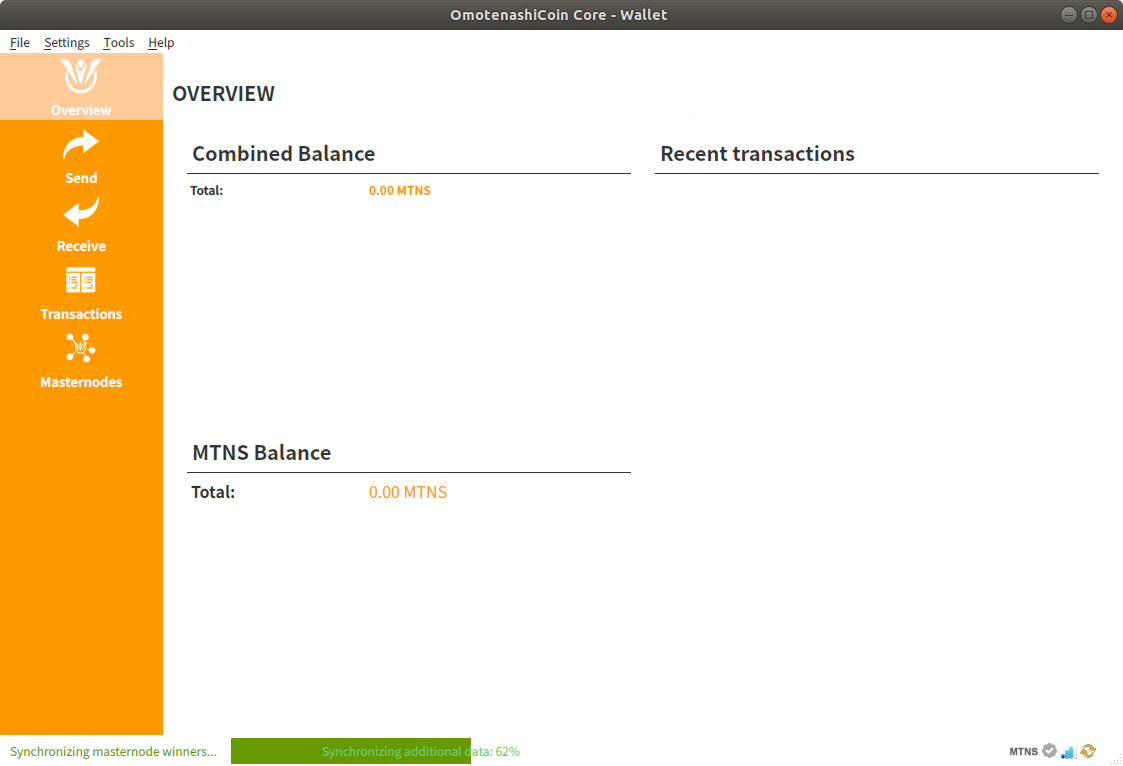 OmotenashiCoin Core - Wallet
File Settings Tools Help
Overview
Send
Receive
Transactions
Masternodes
OVERVIEW
Combined Balance
Total: 0.00 MTNS
Recent transactions
MTNS Balance
Total: 0.00 MTNS
Synchronizing masternode winners... Synchronizing additional data: 62% MTNS